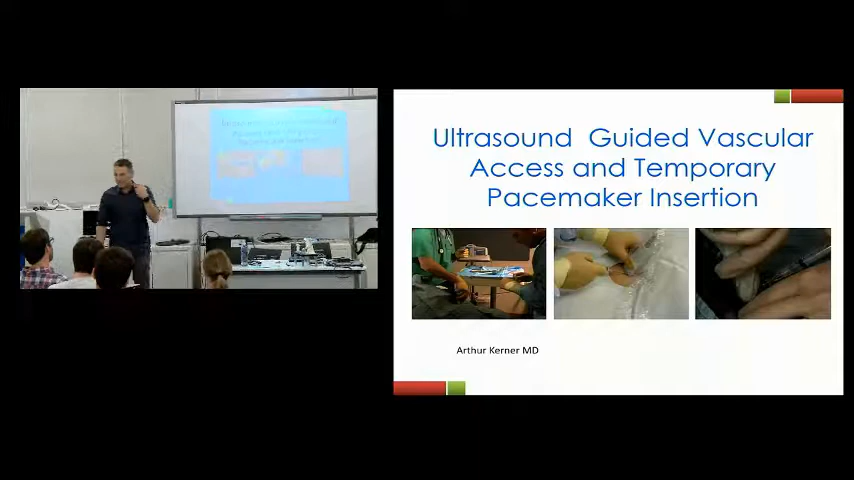 Ultrasound Guided Vascular
Access and Temporary
Pacemaker Insertion
Arthur Kerner MD